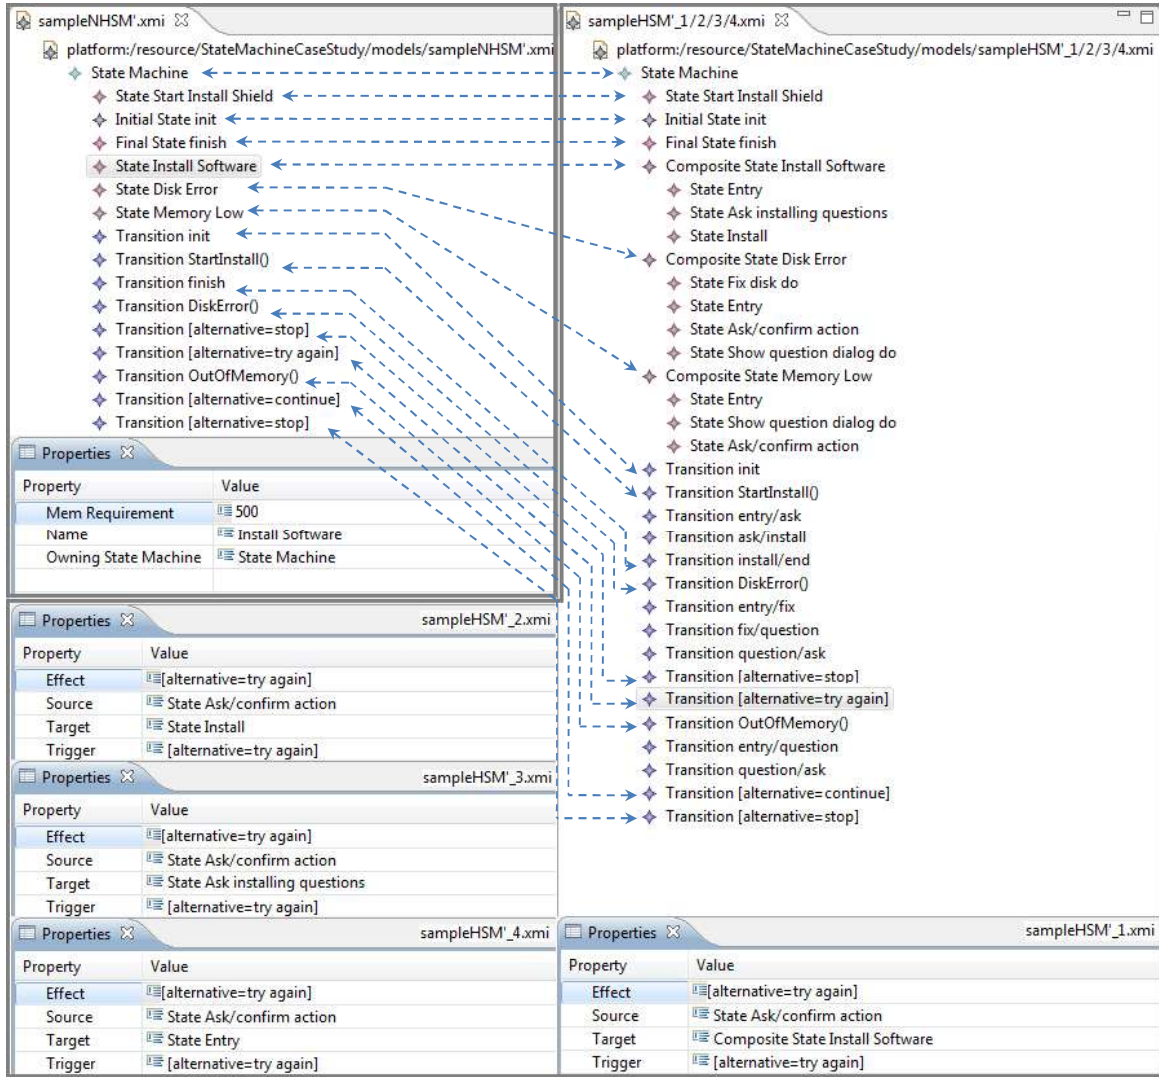 sampleNHSM'.xmi
platform:/resource/StateMachineCaseStudy/models/sampleNHSM'.xmi
State Machine
State Start Install Shield
Initial State init
Final State finish
State Install Software
State Disk Error
State Memory Low
Transition init
Transition StartInstall()
Transition finish
Transition DiskError()
Transition [alternative=stop]
Transition [alternative=try again]
Transition OutOfMemory()
Transition [alternative=continue]
Transition [alternative=stop]
Properties
Property Value
Mem Requirement 500
Name Install Software
Owning State Machine State Machine
Properties sampleHSM'_2.xmi
Property Value
Effect [alternative=try again]
Source State Ask/confirm action
Target State Install
Trigger [alternative=try again]
Properties sampleHSM'_3.xmi
Property Value
Effect [alternative=try again]
Source State Ask/confirm action
Target State Ask installing questions
Trigger [alternative=try again]
Properties sampleHSM'_4.xmi
Property Value
Effect [alternative=try again]
Source State Ask/confirm action
Target State Entry
Trigger [alternative=try again]
sampleHSM'_1/2/3/4.xmi
platform:/resource/StateMachineCaseStudy/models/sampleHSM'_1/2/3/4.xmi
State Machine
State Start Install Shield
Initial State init
Final State finish
Composite State Install Software
State Entry
State Ask installing questions
State Install
Composite State Disk Error
State Fix disk do
State Entry
State Ask/confirm action
State Show question dialog do
Composite State Memory Low
State Entry
State Show question dialog do
State Ask/confirm action
Transition init
Transition StartInstall()
Transition entry/ask
Transition ask/install
Transition install/end
Transition DiskError()
Transition entry/fix
Transition fix/question
Transition question/ask
Transition [alternative=stop]
Transition [alternative=try again]
Transition OutOfMemory()
Transition entry/question
Transition question/ask
Transition [alternative=continue]
Transition [alternative=stop]
Properties sampleHSM'_1.xmi
Property Value
Effect [alternative=try again]
Source State Ask/confirm action
Target Composite State Install Software
Trigger [alternative=try again]